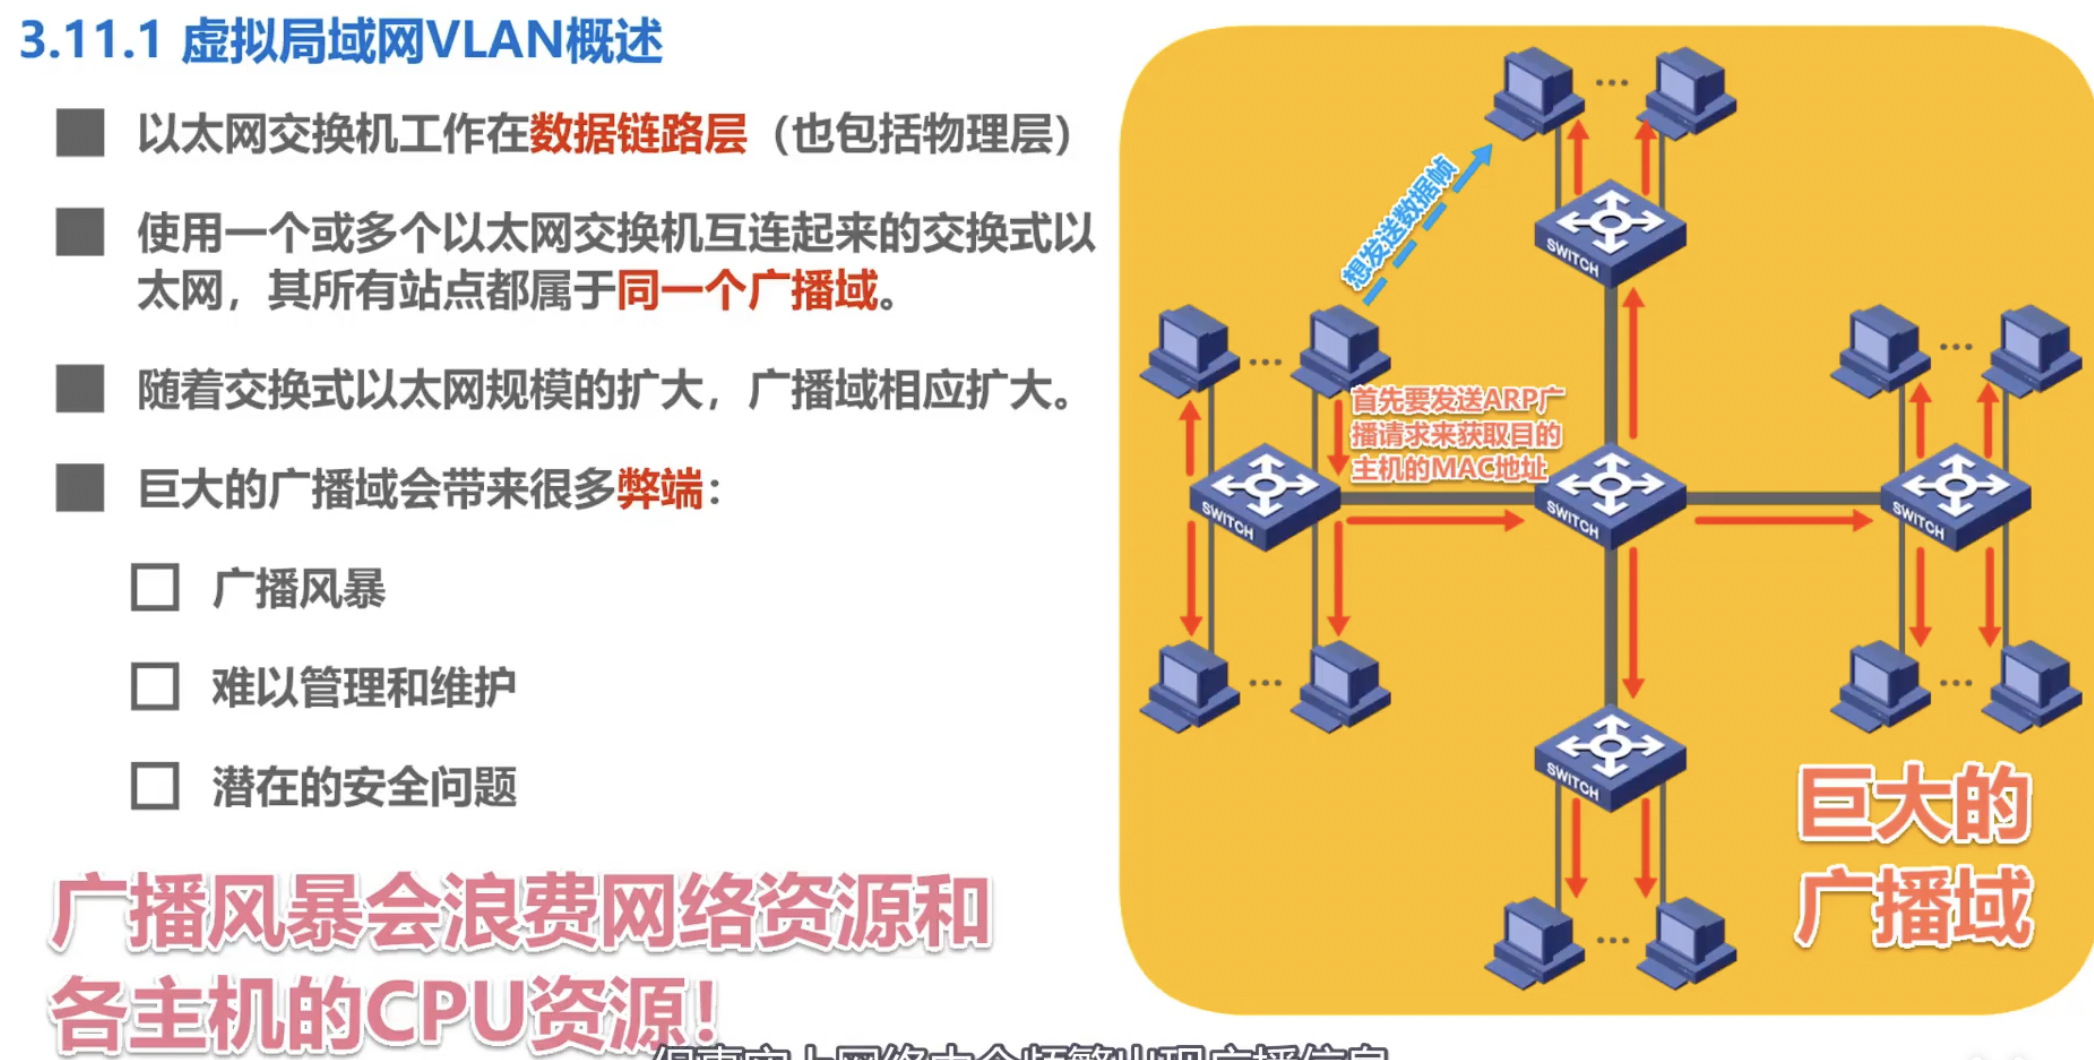 3.11.1 虚拟局域网VLAN概述
以太网交换机工作在数据链路层（也包括物理层）
使用一个或多个以太网交换机互连起来的交换式以
太网，其所有站点都属于同一个广播域。
随着交换式以太网规模的扩大，广播域相应扩大。
巨大的广播域会带来很多弊端：
广播风暴
难以管理和维护
潜在的安全问题
广播风暴会浪费网络资源和
各主机的CPU资源！
想发送数据帧
首先要发送ARP广
播请求来获取目的
主机的MAC地址
SWITCH
SWITCH
SWITCH
SWITCH
SWITCH
巨大的
广播域